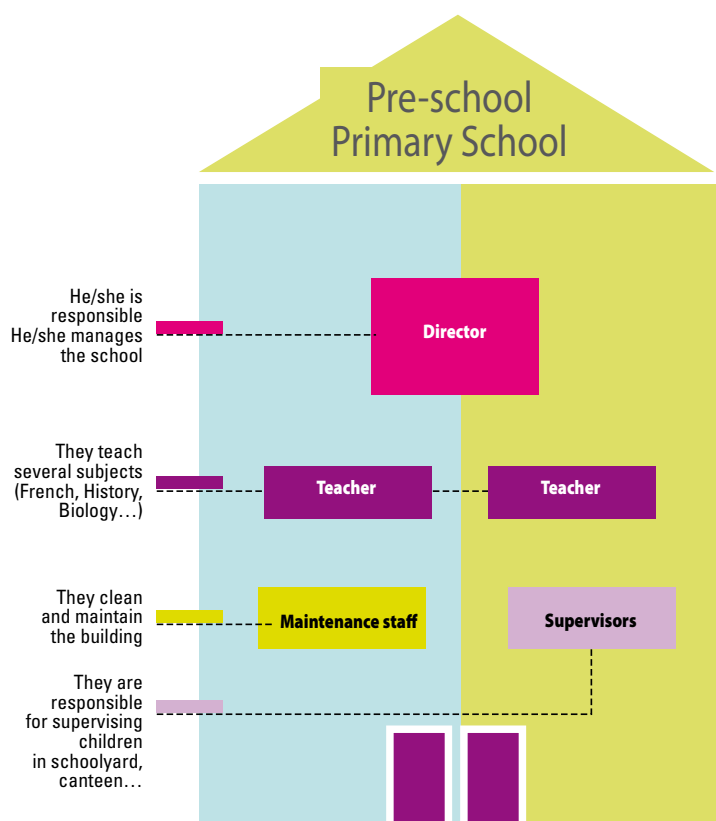 Pre-school
Primary School
He/she is
responsible
He/she manages
the school
Director
They teach
several subjects
(French, History,
Biology…)
Teacher
Teacher
They clean
and maintain
the building
Maintenance staff
Supervisors
They are
responsible
for supervising
children
in schoolyard,
canteen…